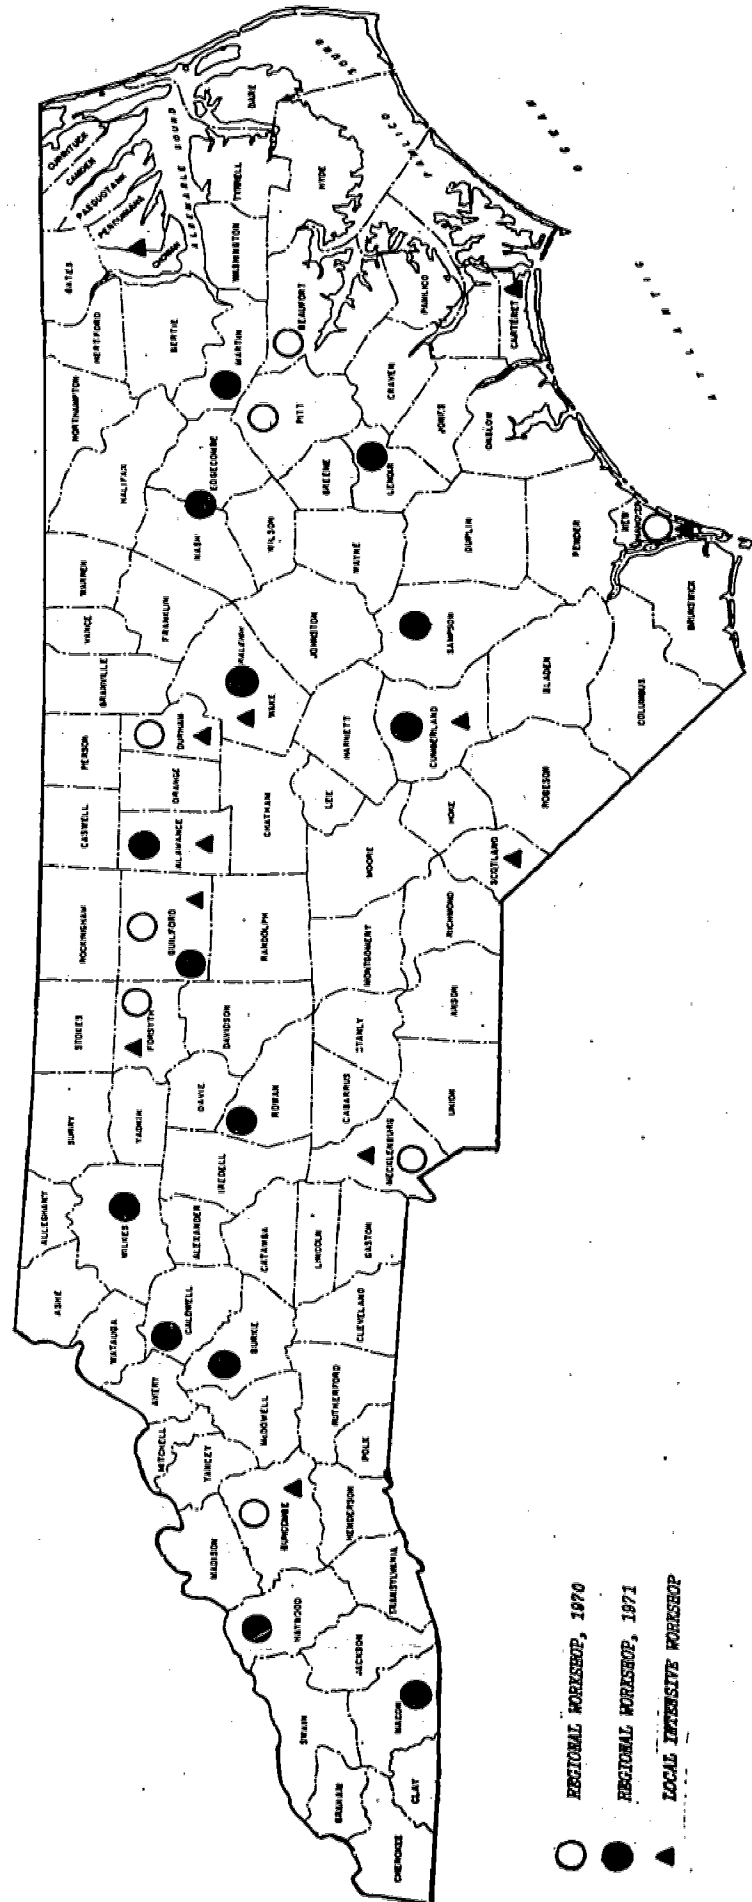 CURRITUCK
CAMDEN
PASQUOTANK
PERQUIMANS
CHOWAN
GATES
HERTFORD
NORTHAMPTON
HALIFAX
WARREN
VANCE
GRANVILLE
PERSON
CASWELL
ROCKINGHAM
STOKES
SURRY
ALLEGHANY
ASHE
ALBEMARLE SOUND
BERTIE
MARTIN
EDGECOMBE
NASH
FRANKLIN
RALEIGH
WAKE
DURHAM
ORANGE
ALAMANCE
GUILFORD
FORSYTH
YADKIN
WILKES
WATAUGA
DARE
TYRRELL
WASHINGTON
HYDE
BEAUFORT
PITT
GREENE
WILSON
JOHNSTON
CHATHAM
RANDOLPH
DAVIDSON
DAVIE
ROWAN
IREDELL
ALEXANDER
CALDWELL
AVERY
MITCHELL
YANCEY
MADISON
PAMLICO
SOUND
PAMLICO
CRAVEN
LENOIR
WAYNE
HARNETT
LEE
MOORE
MONTGOMERY
STANLY
CABARRUS
CATAWBA
LINCOLN
BURKE
McDOWELL
BUNCOMBE
HAYWOOD
SWAIN
GRAHAM
CARTERET
JONES
ONSLOW
DUPLIN
SAMPSON
CUMBERLAND
HOKE
SCOTLAND
RICHMOND
ANSON
UNION
MECKLENBURG
GASTON
CLEVELAND
RUTHERFORD
POLK
HENDERSON
TRANSYLVANIA
JACKSON
MACON
CLAY
CHEROKEE
PENDER
NEW HANOVER
BRUNSWICK
COLUMBUS
BLADEN
ROBESON
ATLANTIC
OCEAN
REGIONAL WORKSHOP, 1970
REGIONAL WORKSHOP, 1971
LOCAL INTENSIVE WORKSHOP